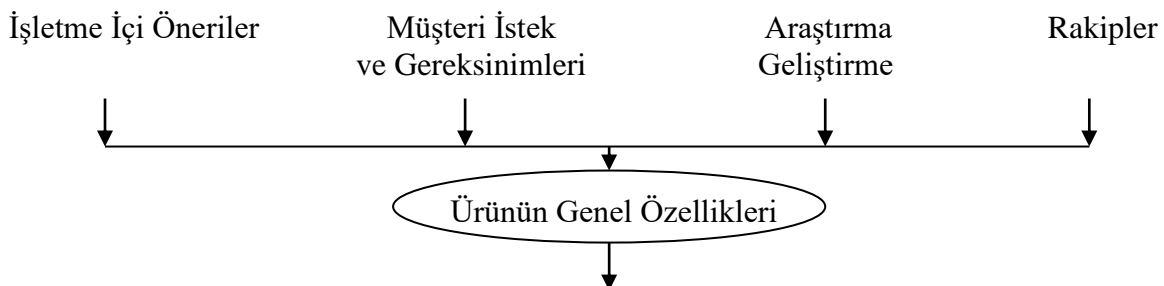 İşletme İçi Öneriler
Müşteri İstek
ve Gereksinimleri
Araştırma
Geliştirme
Rakipler
Ürünün Genel Özellikleri